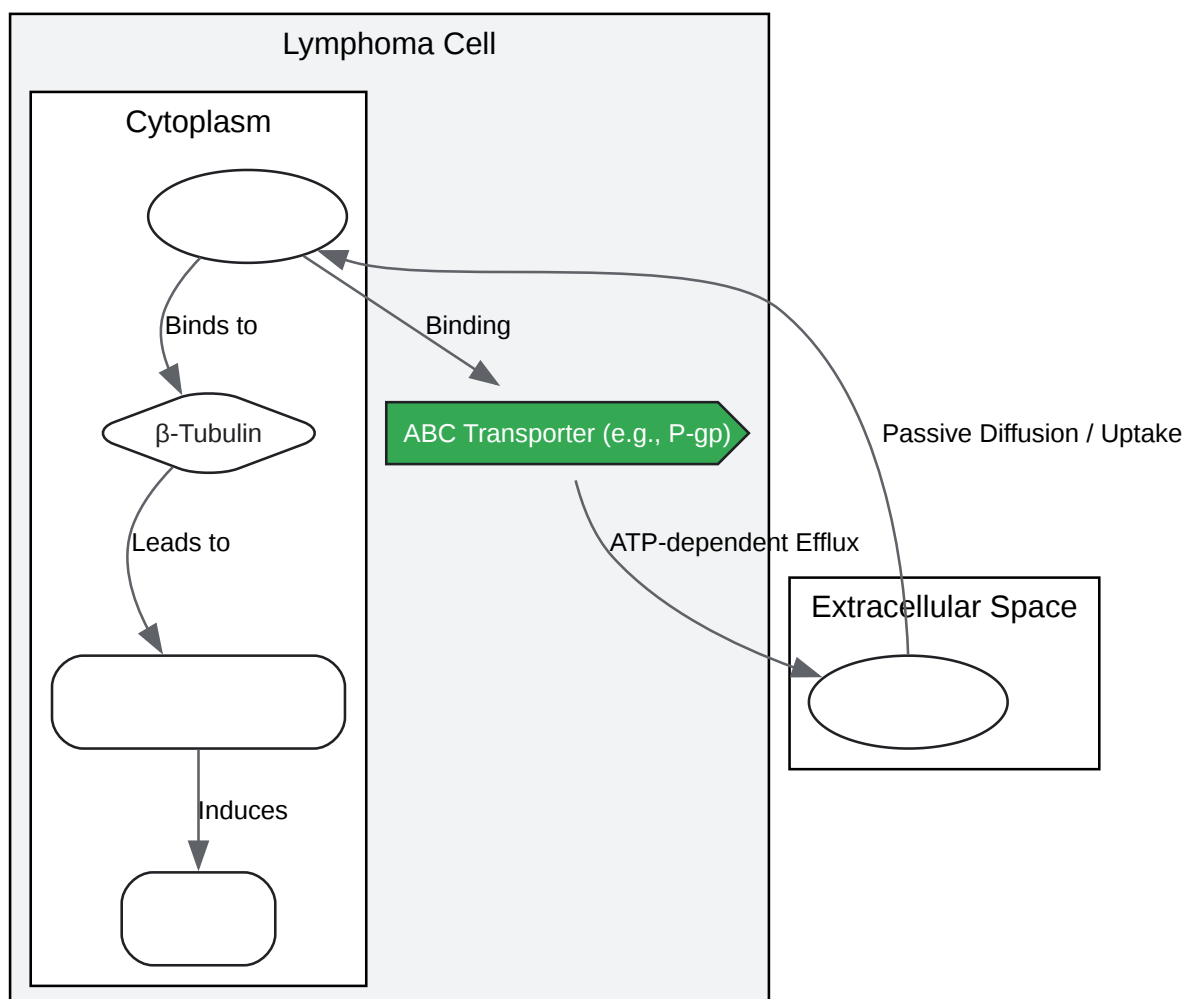 Lymphoma Cell
Cytoplasm
Binds to
Binding
β-Tubulin
ABC Transporter (e.g., P-gp)
Passive Diffusion / Uptake
Leads to
ATP-dependent Efflux
Extracellular Space
Induces